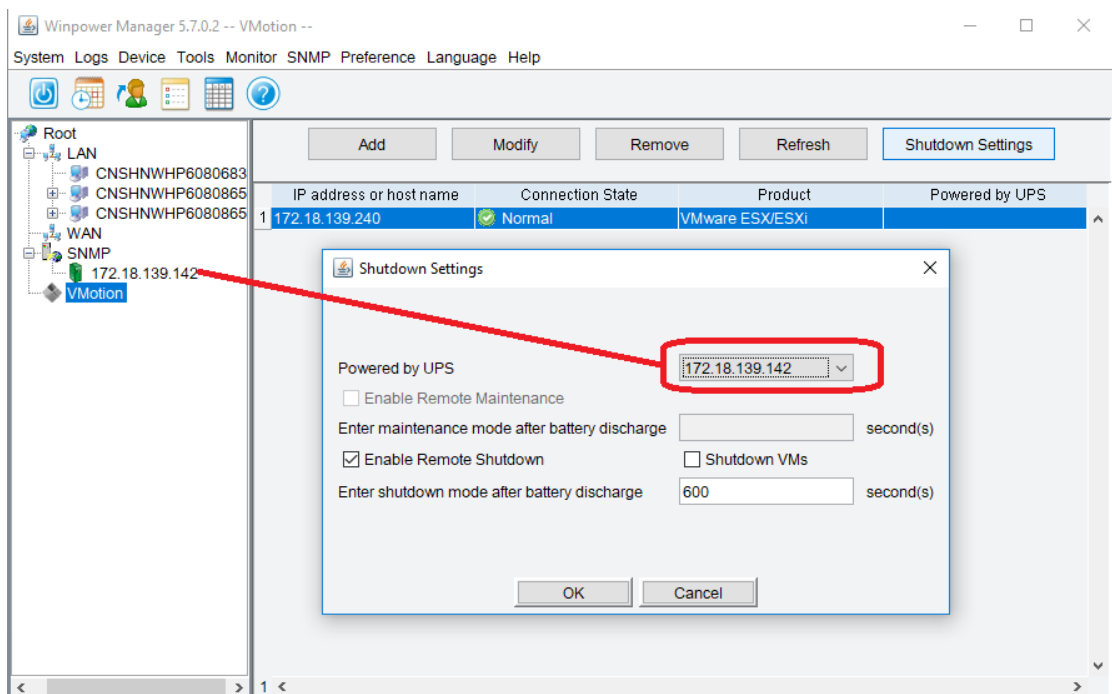 Winpower Manager 5.7.0.2 -- VMotion --
System Logs Device Tools Monitor SNMP Preference Language Help
Root
LAN
CNSHNWHP6080683
CNSHNWHP6080865
CNSHNWHP6080865
WAN
SNMP
172.18.139.142
VMotion
Add Modify Remove Refresh Shutdown Settings
IP address or host name Connection State Product Powered by UPS
1 172.18.139.240 Normal VMware ESX/ESXi
Shutdown Settings
Powered by UPS 172.18.139.142
Enable Remote Maintenance
Enter maintenance mode after battery discharge second(s)
Enable Remote Shutdown Shutdown VMs
Enter shutdown mode after battery discharge 600 second(s)
OK Cancel
1